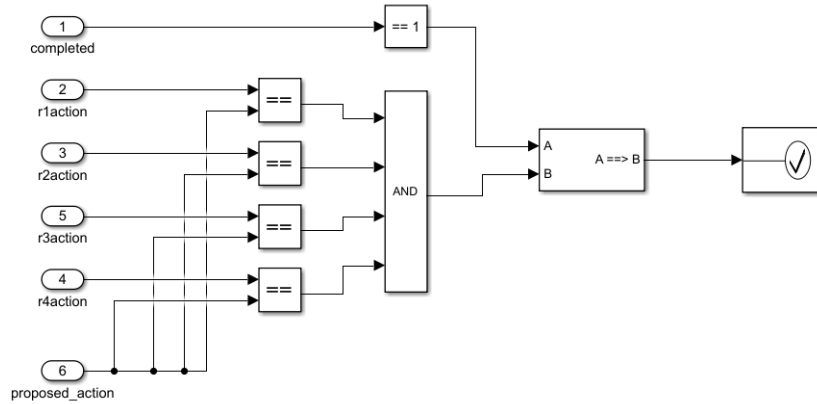 1
completed
== 1
2
r1action
==
3
r2action
==
5
r3action
==
4
r4action
==
AND
A
B
A ==> B
6
proposed_action